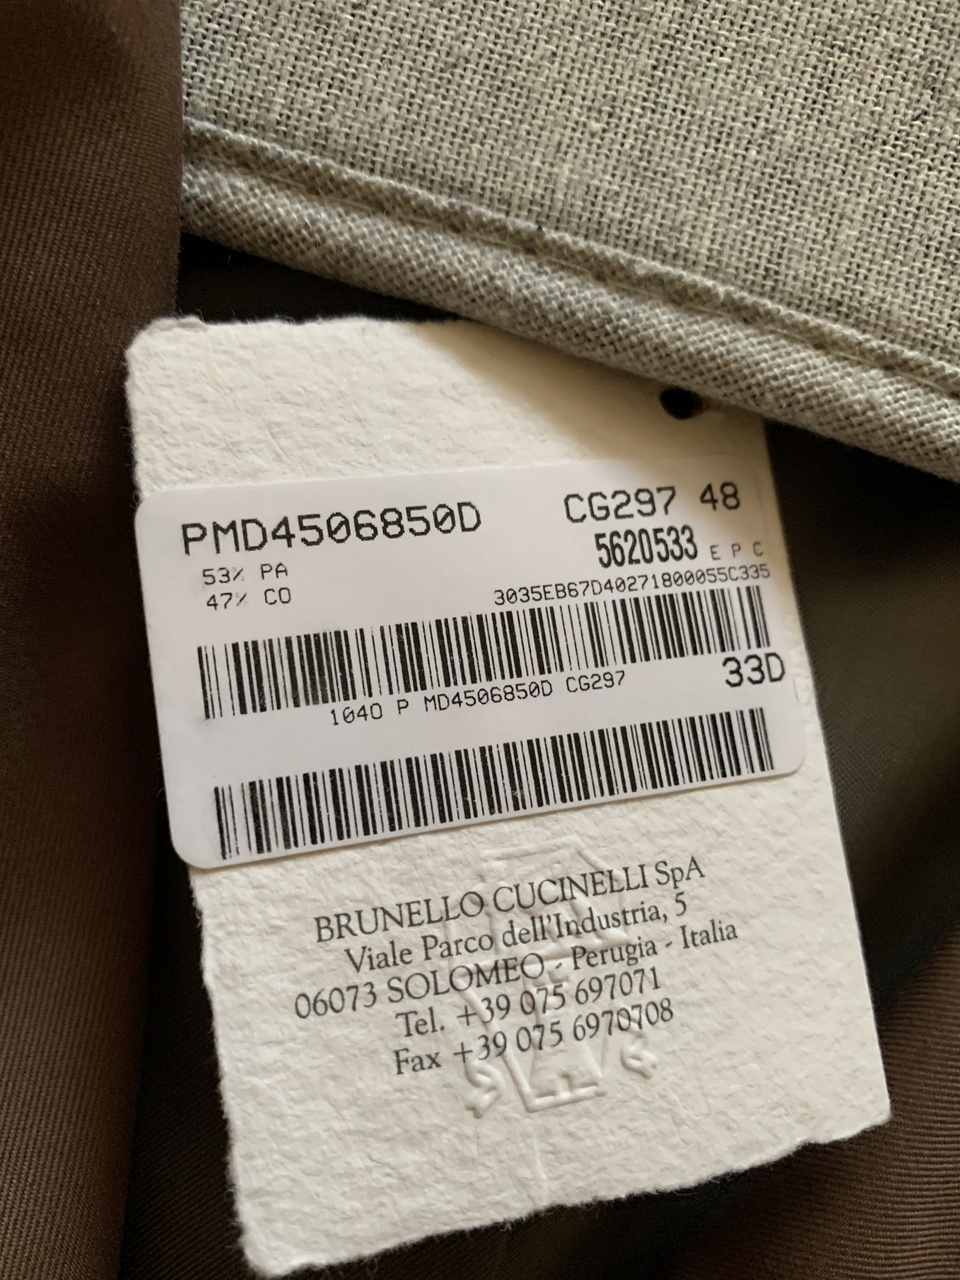 PMD4506850D CG297 48
53% PA 5620533 EPC
47% CO 3035EB67D40271800055C335
1040 P MD4506850D CG297 33D
BRUNELLO CUCINELLI SpA
Viale Parco dell'Industria, 5
06073 SOLOMEO - Perugia - Italia
Tel. +39 075 697071
Fax +39 075 6970708